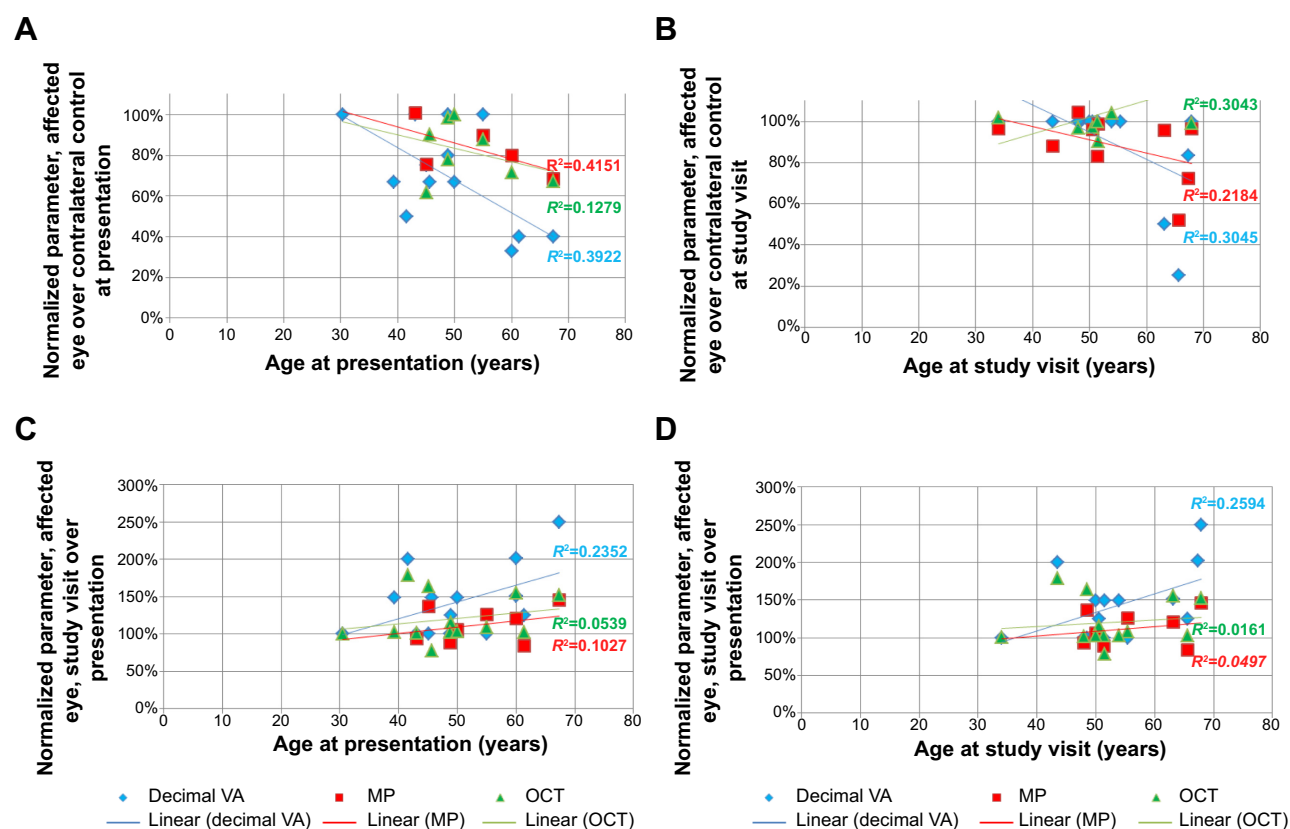 A
Normalized parameter, affected
eye over contralateral control
at presentation
100%
80%
60%
40%
20%
0%
0 10 20 30 40 50 60 70 80
Age at presentation (years)
R²=0.4151
R²=0.1279
R²=0.3922
B
Normalized parameter, affected
eye over contralateral control
at study visit
100%
80%
60%
40%
20%
0%
0 10 20 30 40 50 60 70 80
Age at study visit (years)
R²=0.3043
R²=0.2184
R²=0.3045
C
Normalized parameter, affected
eye, study visit over
presentation
300%
250%
200%
150%
100%
50%
0%
0 10 20 30 40 50 60 70 80
Age at presentation (years)
R²=0.2352
R²=0.0539
R²=0.1027
D
Normalized parameter, affected
eye, study visit over
presentation
300%
250%
200%
150%
100%
50%
0%
0 10 20 30 40 50 60 70 80
Age at study visit (years)
R²=0.2594
R²=0.0161
R²=0.0497
Decimal VA MP OCT
Linear (decimal VA) Linear (MP) Linear (OCT)
Decimal VA MP OCT
Linear (decimal VA) Linear (MP) Linear (OCT)